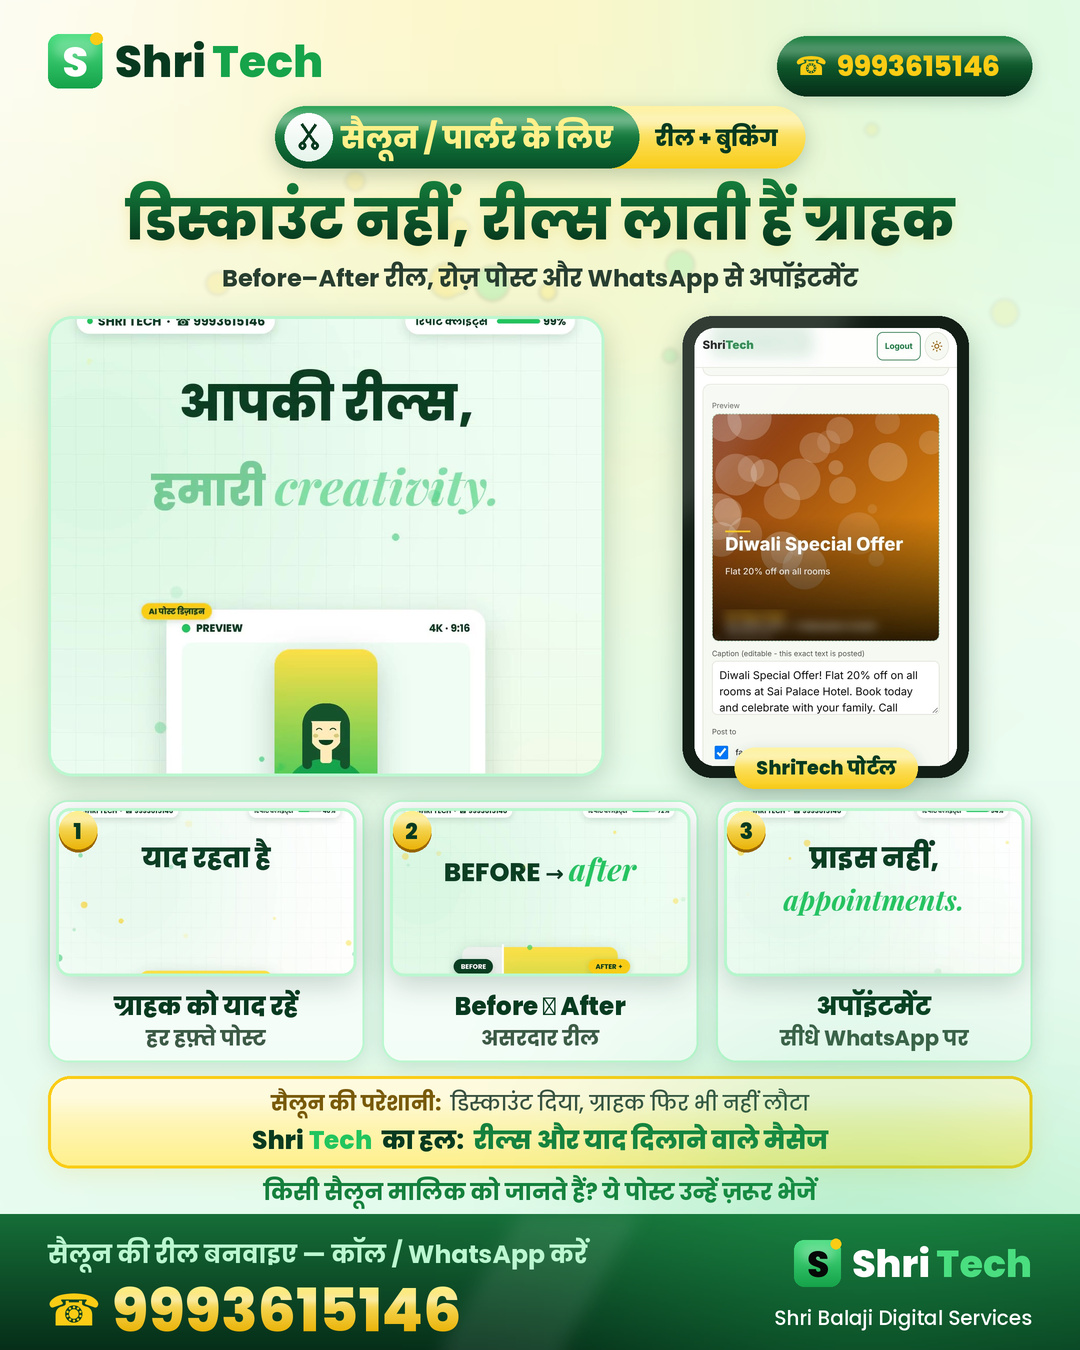 S Shri Tech
☎ 9993615146
सैलून / पार्लर के लिए
रील + बुकिंग
डिस्काउंट नहीं, रील्स लाती हैं ग्राहक
Before–After रील, रोज़ पोस्ट और WhatsApp से अपॉइंटमेंट
SHRI TECH · ☎ 9993615146
99%
आपकी रील्स,
हमारी creativity.
AI पोस्ट डिज़ाइन
PREVIEW
4K · 9:16
ShriTech
Logout
Preview
Diwali Special Offer
Flat 20% off on all rooms
Caption (editable - this exact text is posted)
Diwali Special Offer! Flat 20% off on all
rooms at Sai Palace Hotel. Book today
and celebrate with your family. Call
Post to
ShriTech पोर्टल
1
याद रहता है
ग्राहक को याद रहें
हर हफ़्ते पोस्ट
2
BEFORE → after
BEFORE
AFTER +
Before After
असरदार रील
3
प्राइस नहीं,
appointments.
अपॉइंटमेंट
सीधे WhatsApp पर
सैलून की परेशानी: डिस्काउंट दिया, ग्राहक फिर भी नहीं लौटा
Shri Tech का हल: रील्स और याद दिलाने वाले मैसेज
किसी सैलून मालिक को जानते हैं? ये पोस्ट उन्हें ज़रूर भेजें
सैलून की रील बनवाइए — कॉल / WhatsApp करें
☎ 9993615146
S Shri Tech
Shri Balaji Digital Services